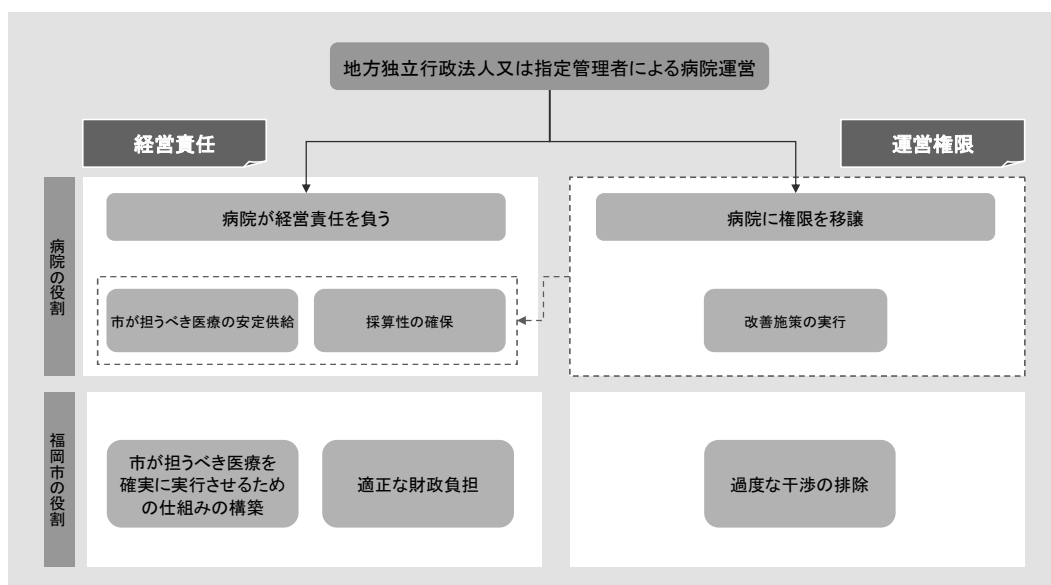 地方独立行政法人又は指定管理者による病院運営
経営責任
運営権限
病院の役割
病院が経営責任を負う
病院に権限を移譲
市が担うべき医療の安定供給
採算性の確保
改善施策の実行
福岡市の役割
市が担うべき医療を
確実に実行させるため
の仕組みの構築
適正な財政負担
過度な干渉の排除